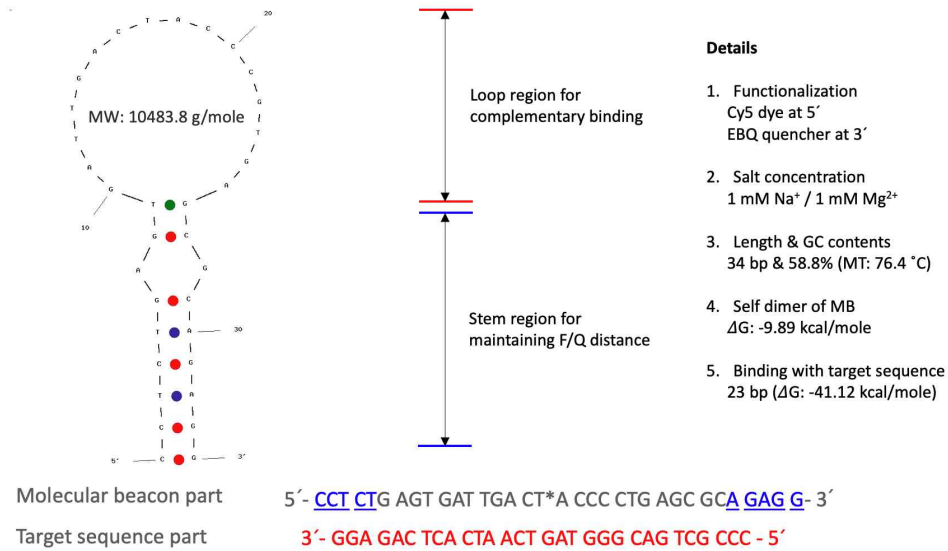 C T A C 20
A C
G C
T G
T T
MW: 10483.8 g/mole
A G
G A
10
T G
G C
A G
G C
T A 30
C G
T A
C G
5´ C G 3´
Loop region for
complementary binding
Stem region for
maintaining F/Q distance
Details
1. Functionalization
Cy5 dye at 5´
EBQ quencher at 3´
2. Salt concentration
1 mM Na⁺ / 1 mM Mg²⁺
3. Length & GC contents
34 bp & 58.8% (MT: 76.4 ˚C)
4. Self dimer of MB
ΔG: -9.89 kcal/mole
5. Binding with target sequence
23 bp (ΔG: -41.12 kcal/mole)
Molecular beacon part 5´- CCT CTG AGT GAT TGA CT*A CCC CTG AGC GCA GAG G- 3´
Target sequence part 3´- GGA GAC TCA CTA ACT GAT GGG CAG TCG CCC - 5´